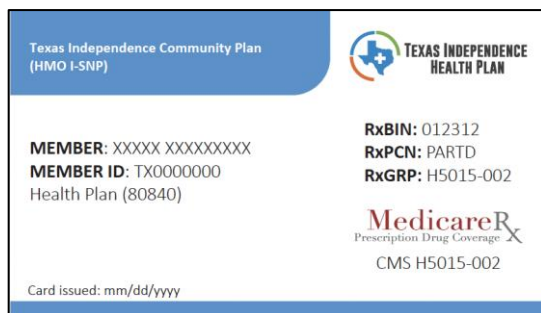 Texas Independence Community Plan
(HMO I-SNP)
TEXAS INDEPENDENCE
HEALTH PLAN
MEMBER: XXXXX XXXXXXXXX
MEMBER ID: TX0000000
Health Plan (80840)
RxBIN: 012312
RxPCN: PARTD
RxGRP: H5015-002
MedicareRx
Prescription Drug Coverage
CMS H5015-002
Card issued: mm/dd/yyyy